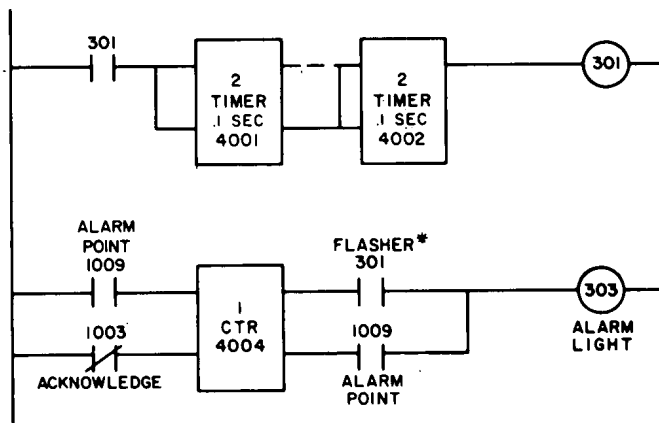 301
2
TIMER
.1 SEC
4001
2
TIMER
.1 SEC
4002
301
ALARM
POINT
1009
1
CTR
4004
FLASHER*
301
303
ALARM
LIGHT
1003
ACKNOWLEDGE
1009
ALARM
POINT